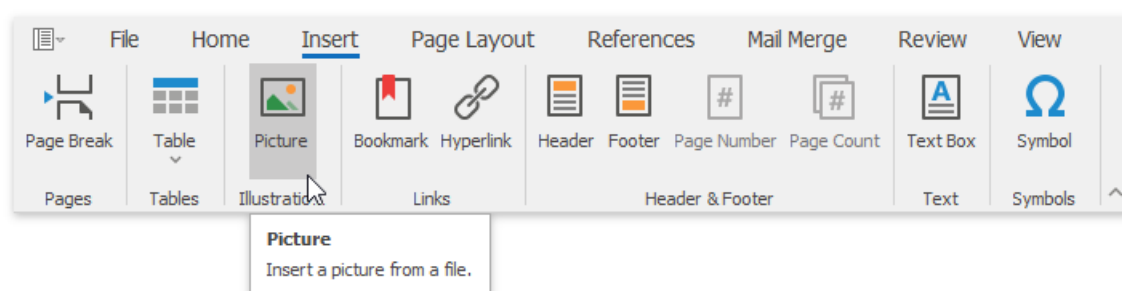 File Home Insert Page Layout References Mail Merge Review View
# #
A Ω
Page Break Table Picture Bookmark Hyperlink Header Footer Page Number Page Count Text Box Symbol
Pages Tables Illustrations Links Header & Footer Text Symbols
Picture
Insert a picture from a file.